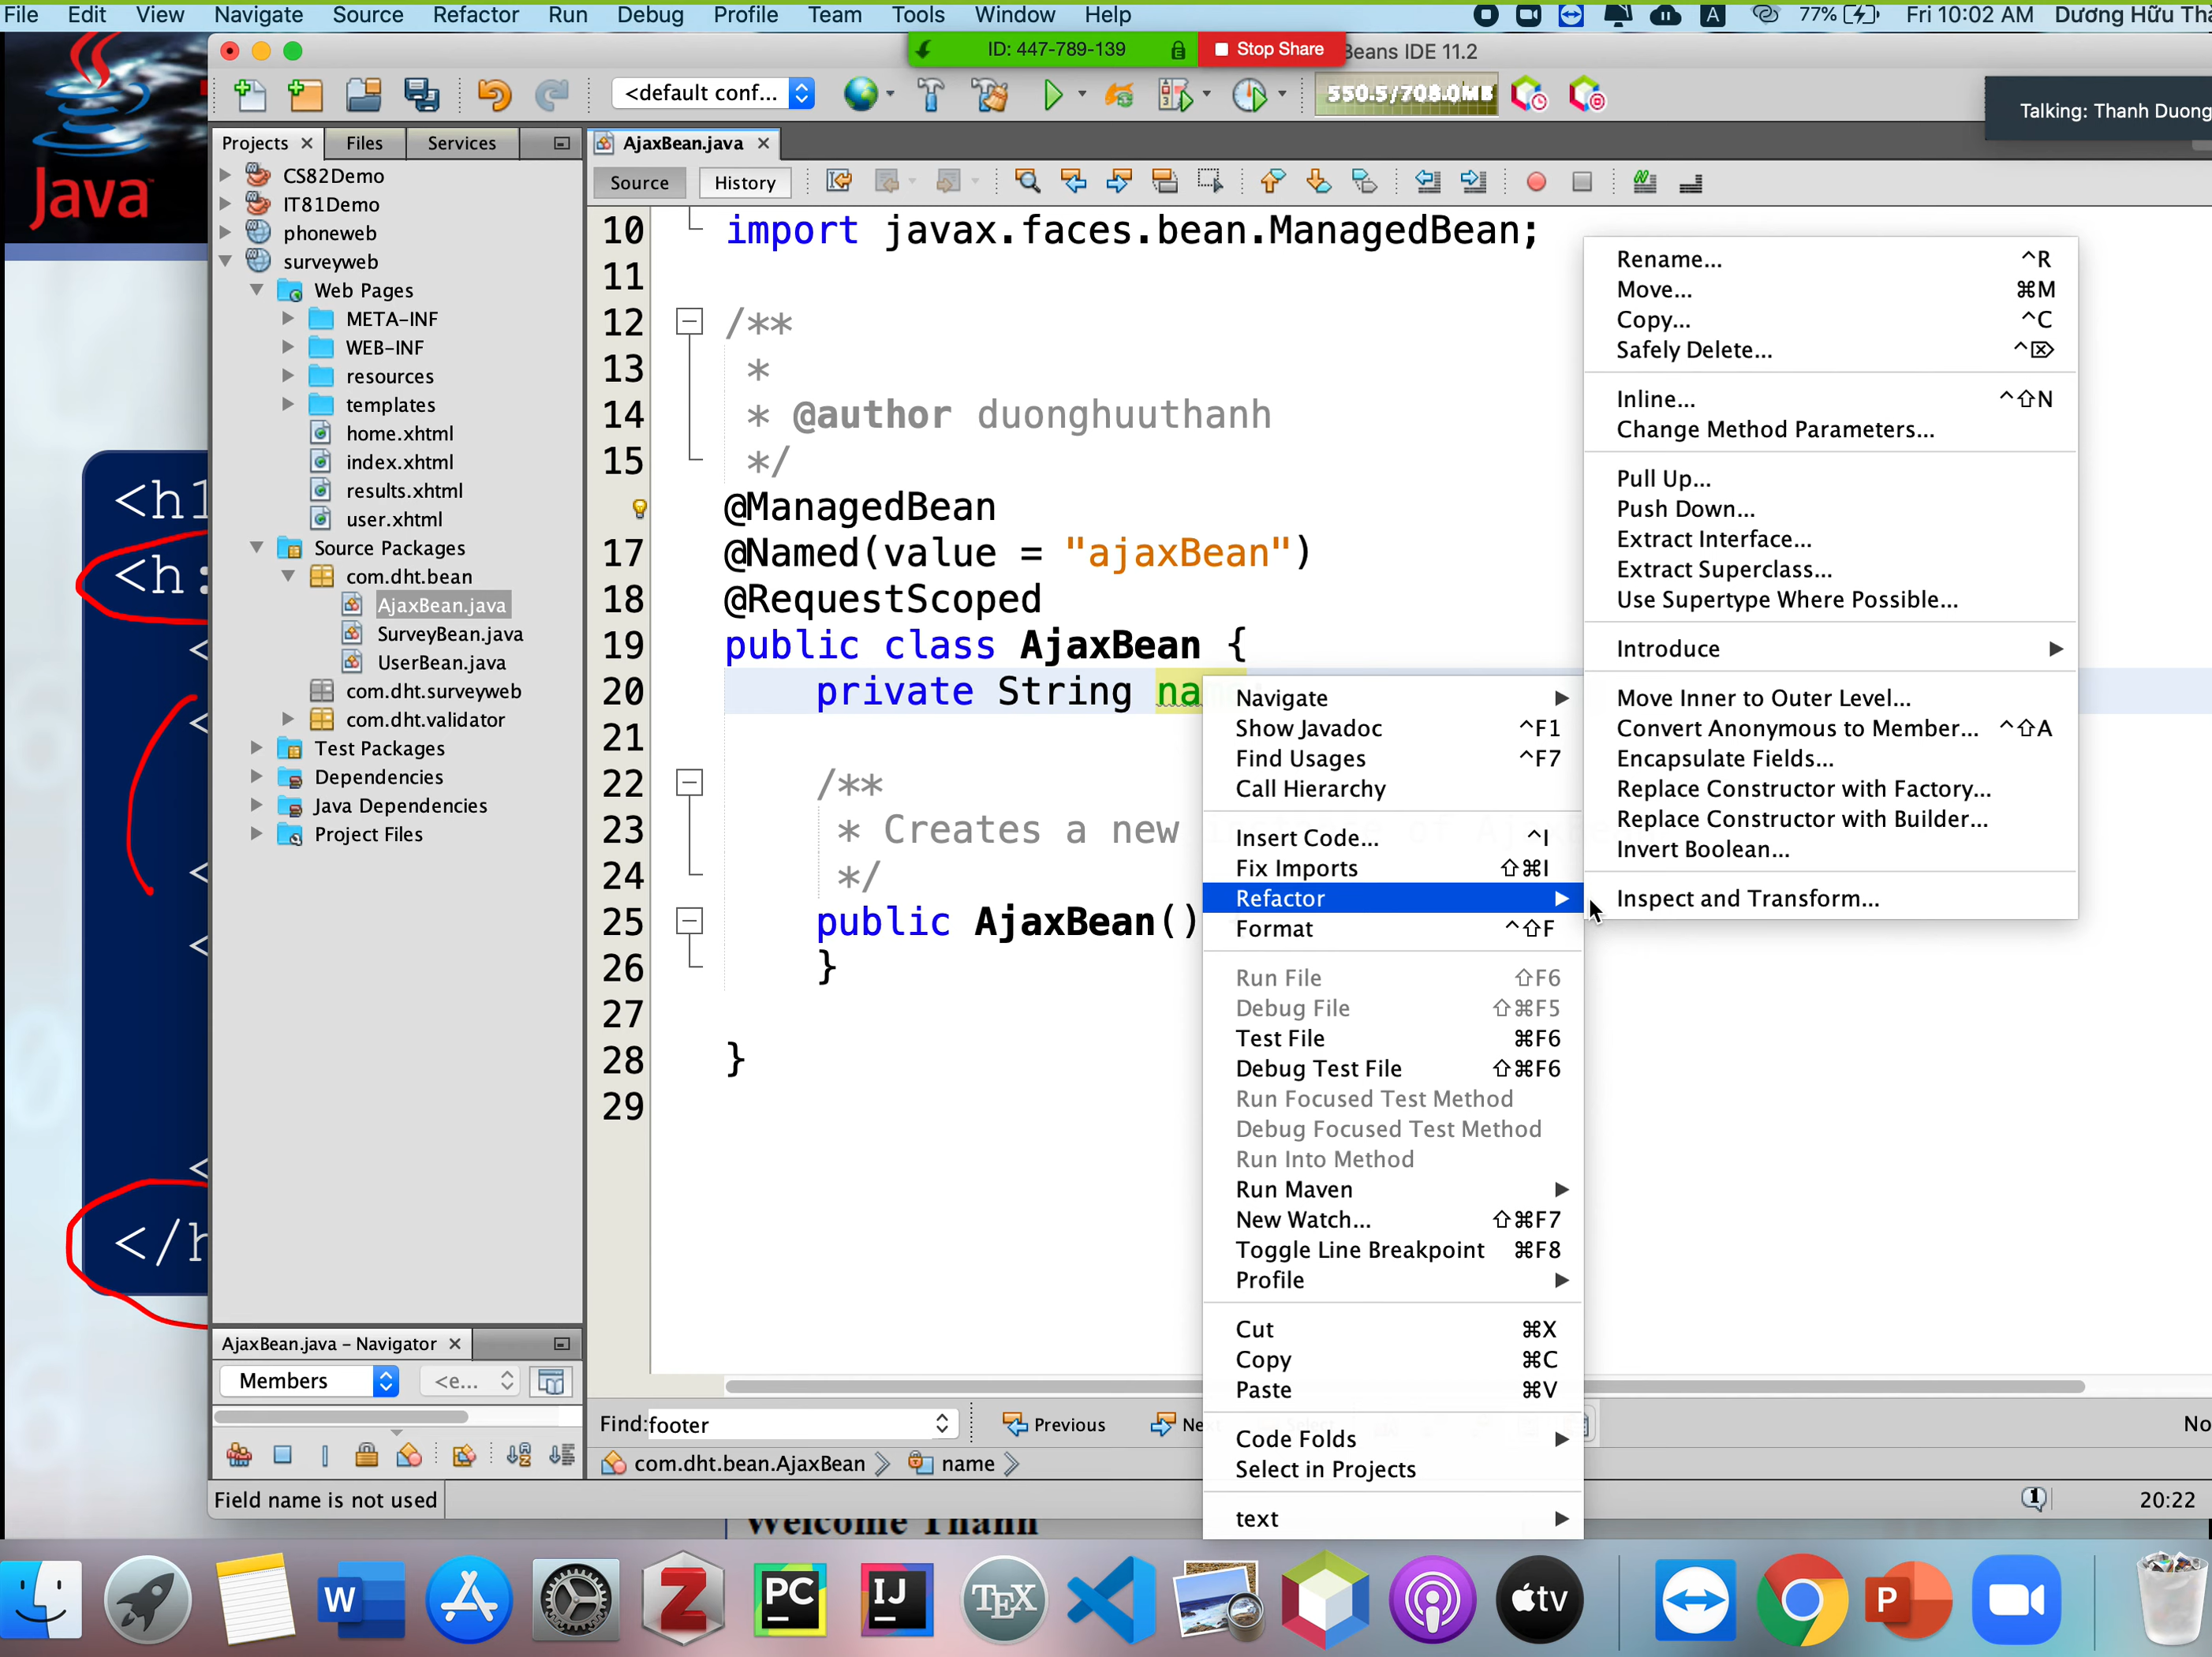 File Edit View Navigate Source Refactor Run Debug Profile Team Tools Window Help
77% Fri 10:02 AM Dương Hữu
ID: 447-789-139 Stop Share Beans IDE 11.2
Talking: Thanh Duong
<default conf...
550.5/708.0MB
Java
Projects Files Services
AjaxBean.java
Source History
CS82Demo
IT81Demo
phoneweb
surveyweb
Web Pages
META-INF
WEB-INF
resources
templates
home.xhtml
index.xhtml
results.xhtml
user.xhtml
Source Packages
com.dht.bean
AjaxBean.java
SurveyBean.java
UserBean.java
com.dht.surveyweb
com.dht.validator
Test Packages
Dependencies
Java Dependencies
Project Files
<h1
<h:
<
<
<
<
<
</h
10 import javax.faces.bean.ManagedBean;
11
12 /**
13 *
14 * @author duonghuuthanh
15 */
@ManagedBean
17 @Named(value = "ajaxBean")
18 @RequestScoped
19 public class AjaxBean {
20 private String na
21
22 /**
23 * Creates a new
24 */
25 public AjaxBean()
26 }
27
28 }
29
Navigate
Show Javadoc ^F1
Find Usages ^F7
Call Hierarchy
Insert Code... ^I
Fix Imports ⇧⌘I
Refactor
Format ^⇧F
Run File ⇧F6
Debug File ⇧⌘F5
Test File ⌘F6
Debug Test File ⇧⌘F6
Run Focused Test Method
Debug Focused Test Method
Run Into Method
Run Maven
New Watch... ⇧⌘F7
Toggle Line Breakpoint ⌘F8
Profile
Cut ⌘X
Copy ⌘C
Paste ⌘V
Code Folds
Select in Projects
text
Rename... ^R
Move... ⌘M
Copy... ^C
Safely Delete... ^⌦
Inline... ^⇧N
Change Method Parameters...
Pull Up...
Push Down...
Extract Interface...
Extract Superclass...
Use Supertype Where Possible...
Introduce
Move Inner to Outer Level...
Convert Anonymous to Member... ^⇧A
Encapsulate Fields...
Replace Constructor with Factory...
Replace Constructor with Builder...
Invert Boolean...
Inspect and Transform...
AjaxBean.java - Navigator
Members <e...
Find: footer Previous Ne No
com.dht.bean.AjaxBean name
Field name is not used 1 20:22
Welcome Thanh
W A Z PC IJ TEX tv P